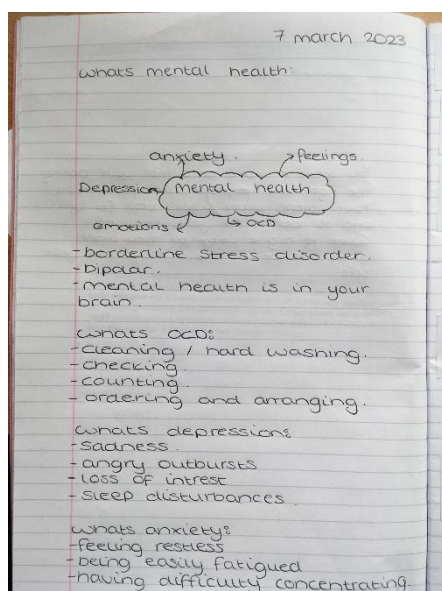 7 march 2023
whats mental health:
anxiety.
feelings.
Depression
mental health
emotions
OCD
-borderline stress disorder.
-Bipolar.
-mental health is in your
brain.
whats OCD:
-cleaning / hard washing.
-checking.
-counting.
-ordering and arranging.
whats depression:
-sadness.
-angry outbursts
-loss of intrest
-sleep disturbances.
whats anxiety:
-feeling restless
-being easily fatigued
-having difficulty concentrating.